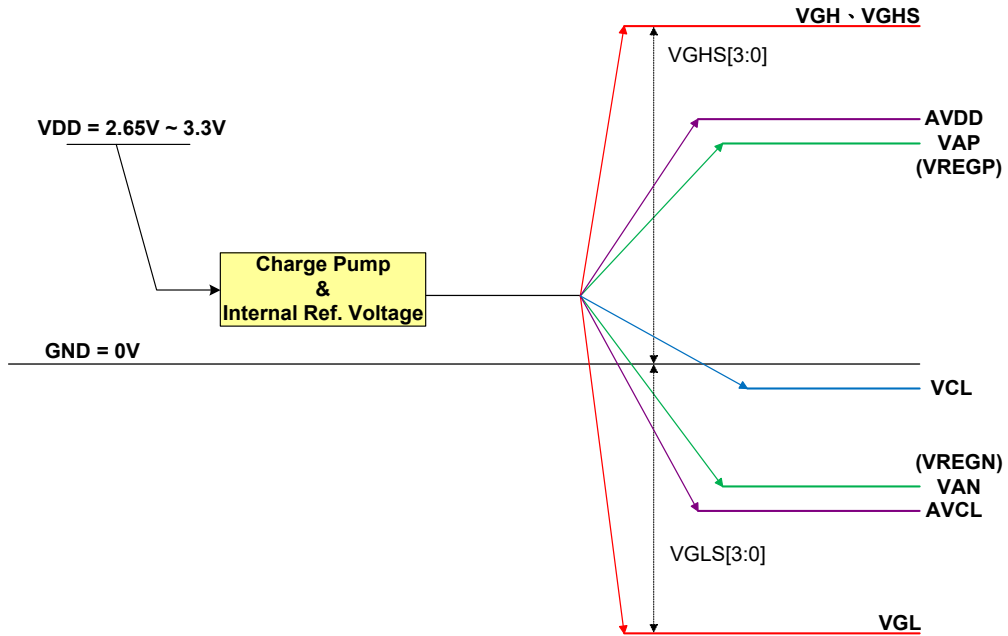 VGH、VGHS
VGHS[3:0]
VDD = 2.65V ~ 3.3V
AVDD
VAP
(VREGP)
Charge Pump
&
Internal Ref. Voltage
GND = 0V
VCL
(VREGN)
VAN
AVCL
VGLS[3:0]
VGL